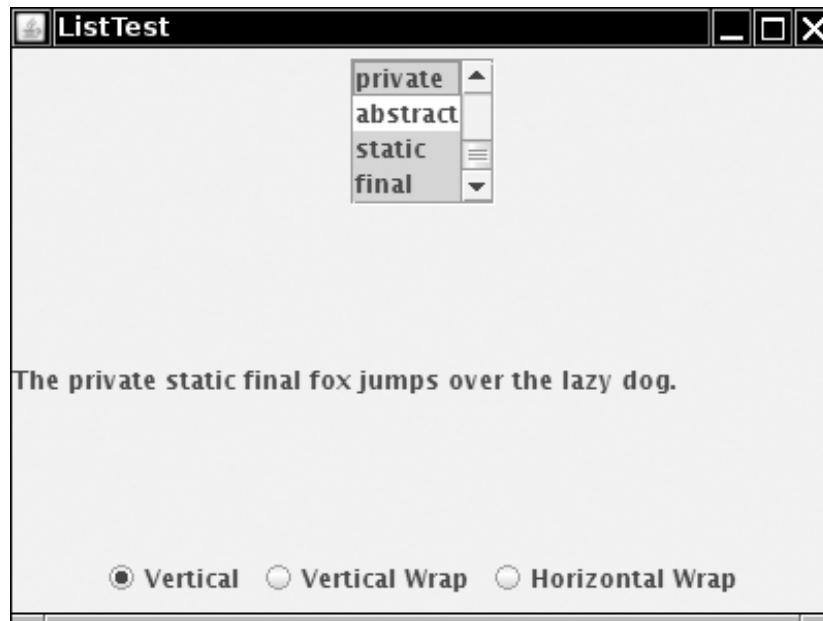 ListTest
private
abstract
static
final
The private static final fox jumps over the lazy dog.
Vertical Vertical Wrap Horizontal Wrap